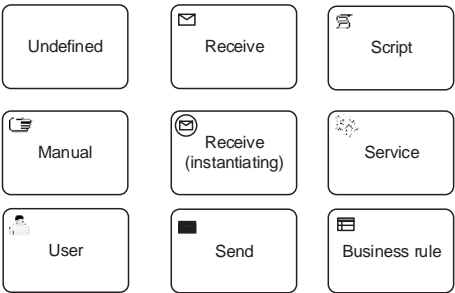 Undefined
Receive
Script
Manual
Receive
(instantiating)
Service
User
Send
Business rule